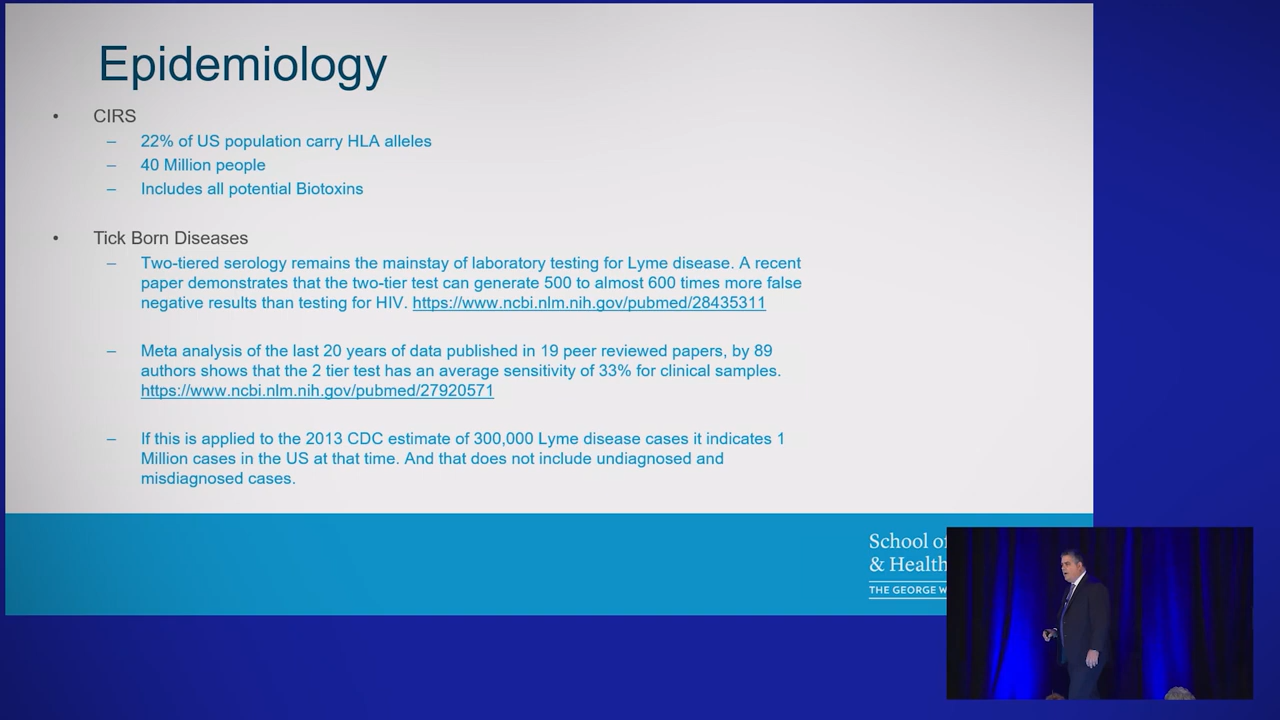 Epidemiology
• CIRS
– 22% of US population carry HLA alleles
– 40 Million people
– Includes all potential Biotoxins
• Tick Born Diseases
– Two-tiered serology remains the mainstay of laboratory testing for Lyme disease. A recent
paper demonstrates that the two-tier test can generate 500 to almost 600 times more false
negative results than testing for HIV. https://www.ncbi.nlm.nih.gov/pubmed/28435311
– Meta analysis of the last 20 years of data published in 19 peer reviewed papers, by 89
authors shows that the 2 tier test has an average sensitivity of 33% for clinical samples.
https://www.ncbi.nlm.nih.gov/pubmed/27920571
– If this is applied to the 2013 CDC estimate of 300,000 Lyme disease cases it indicates 1
Million cases in the US at that time. And that does not include undiagnosed and
misdiagnosed cases.
School of
& Health
THE GEORGE W